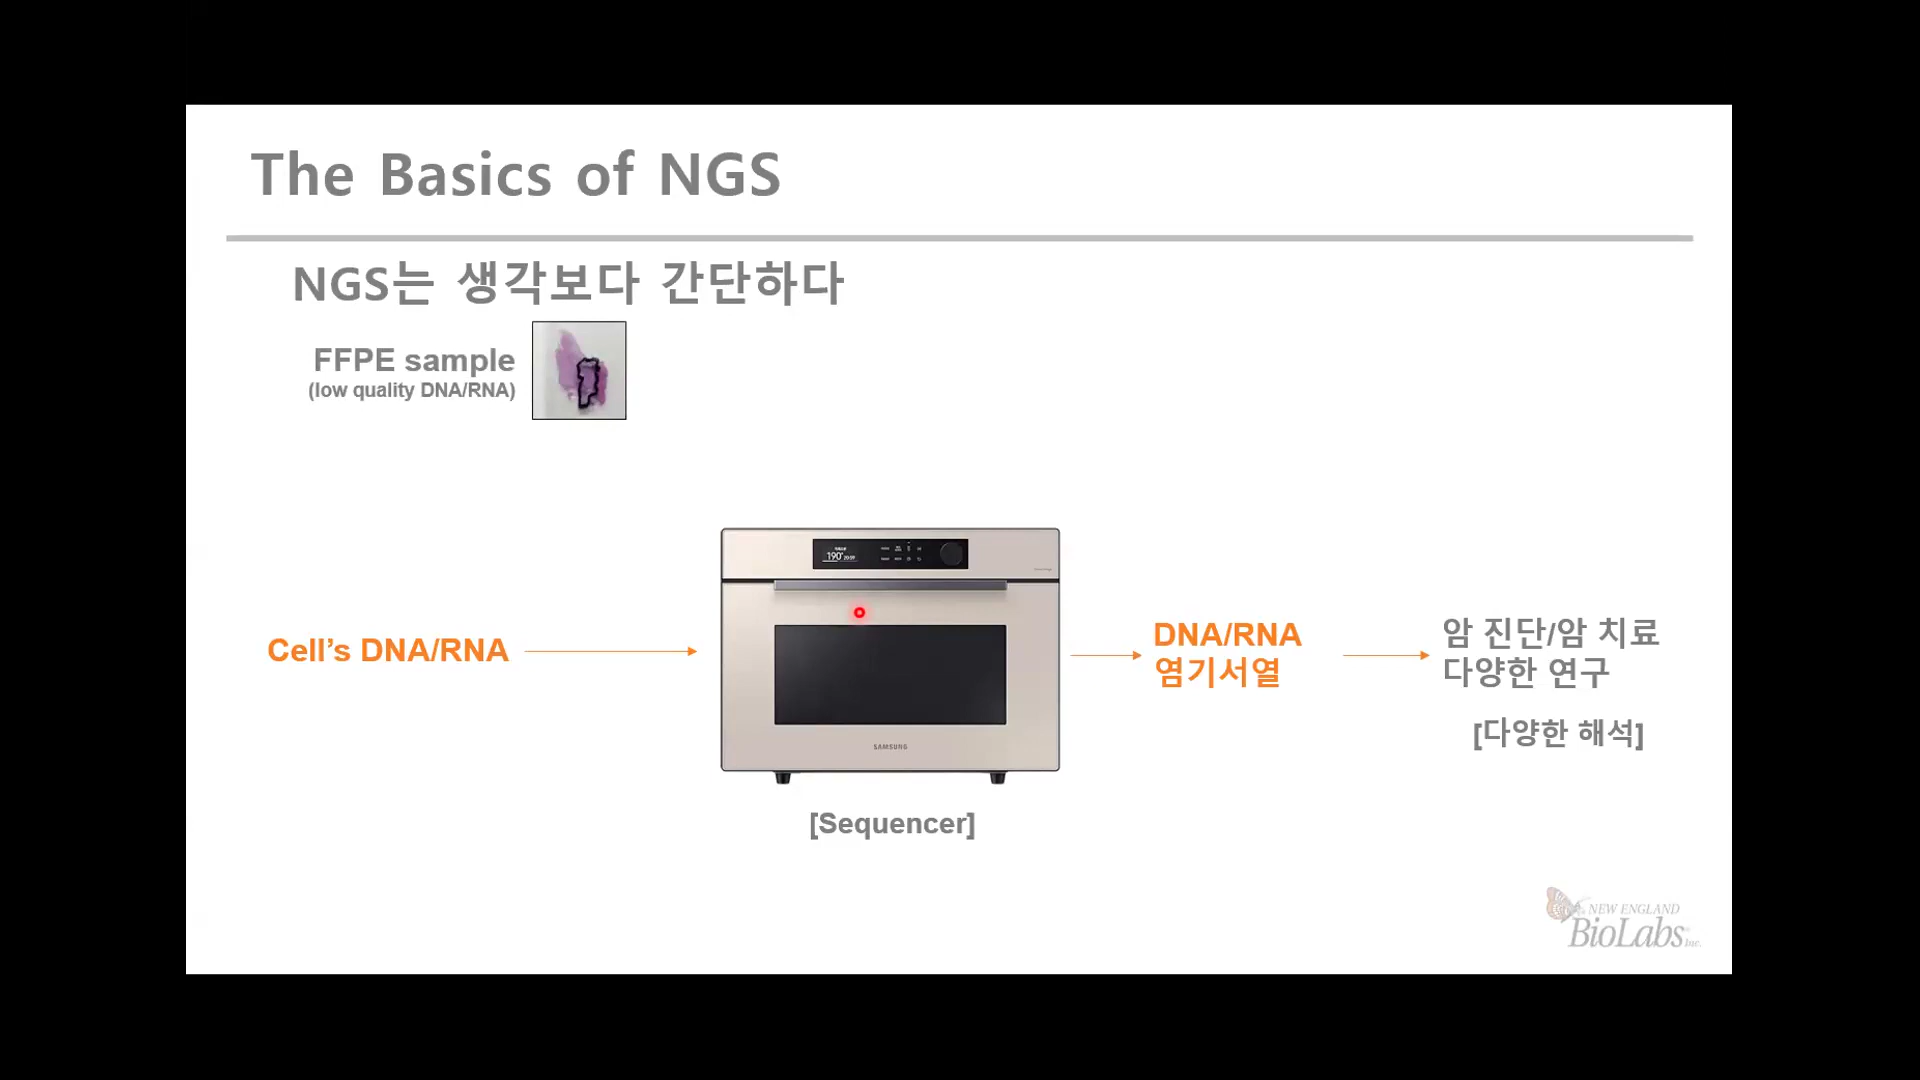 The Basics of NGS
NGS는 생각보다 간단하다
FFPE sample
(low quality DNA/RNA)
190°
Cell’s DNA/RNA
DNA/RNA
염기서열
암 진단/암 치료
다양한 연구
[다양한 해석]
SAMSUNG
[Sequencer]
NEW ENGLAND
BioLabs Inc.